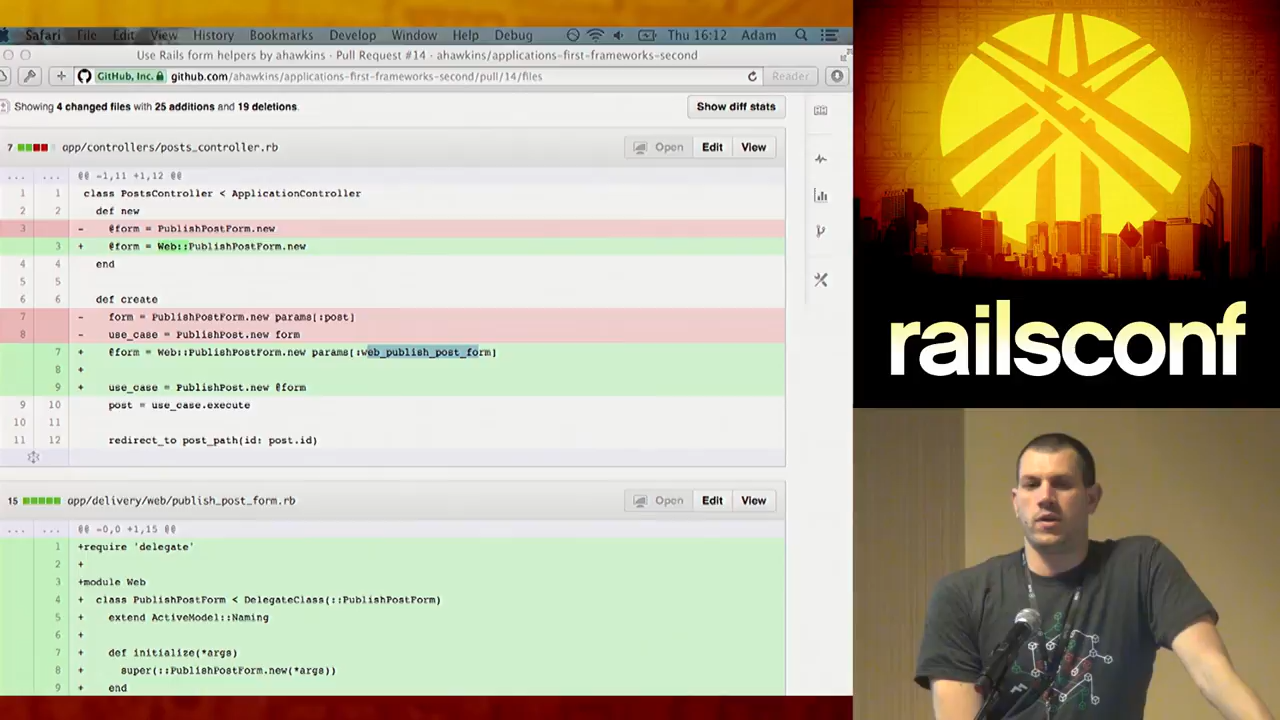 Safari File Edit View History Bookmarks Develop Window Help Debug Thu 16:12 Adam
Use Rails form helpers by ahawkins · Pull Request #14 · ahawkins/applications-first-frameworks-second
GitHub, Inc. github.com/ahawkins/applications-first-frameworks-second/pull/14/files Reader
Showing 4 changed files with 25 additions and 19 deletions. Show diff stats
7 app/controllers/posts_controller.rb Open Edit View
... ... @@ -1,11 +1,12 @@
1 1 class PostsController < ApplicationController
2 2 def new
3 - @form = PublishPostForm.new
3 + @form = Web::PublishPostForm.new
4 4 end
5 5
6 6 def create
7 - form = PublishPostForm.new params[:post]
8 - use_case = PublishPost.new form
7 + @form = Web::PublishPostForm.new params[:web_publish_post_form]
8 +
9 + use_case = PublishPost.new @form
9 10 post = use_case.execute
10 11
11 12 redirect_to post_path(id: post.id)
15 app/delivery/web/publish_post_form.rb Open Edit View
... ... @@ -0,0 +1,15 @@
1 +require 'delegate'
2 +
3 +module Web
4 + class PublishPostForm < DelegateClass(::PublishPostForm)
5 + extend ActiveModel::Naming
6 +
7 + def initialize(*args)
8 + super(::PublishPostForm.new(*args))
9 + end
railsconf